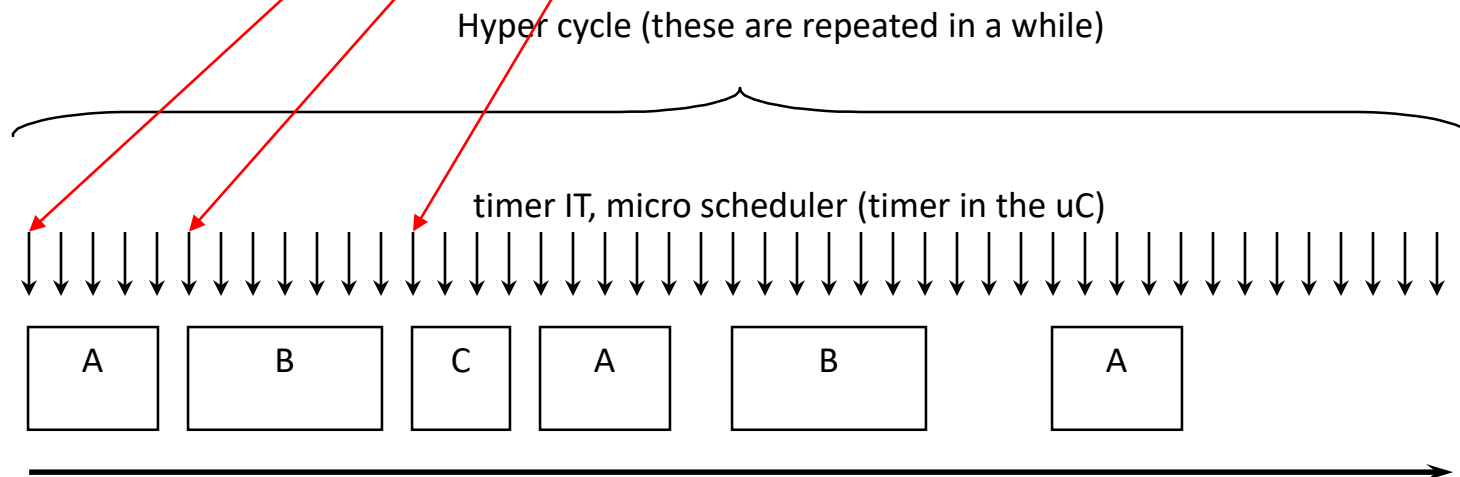 Hyper cycle (these are repeated in a while)
timer IT, micro scheduler (timer in the uC)
A B C A B A